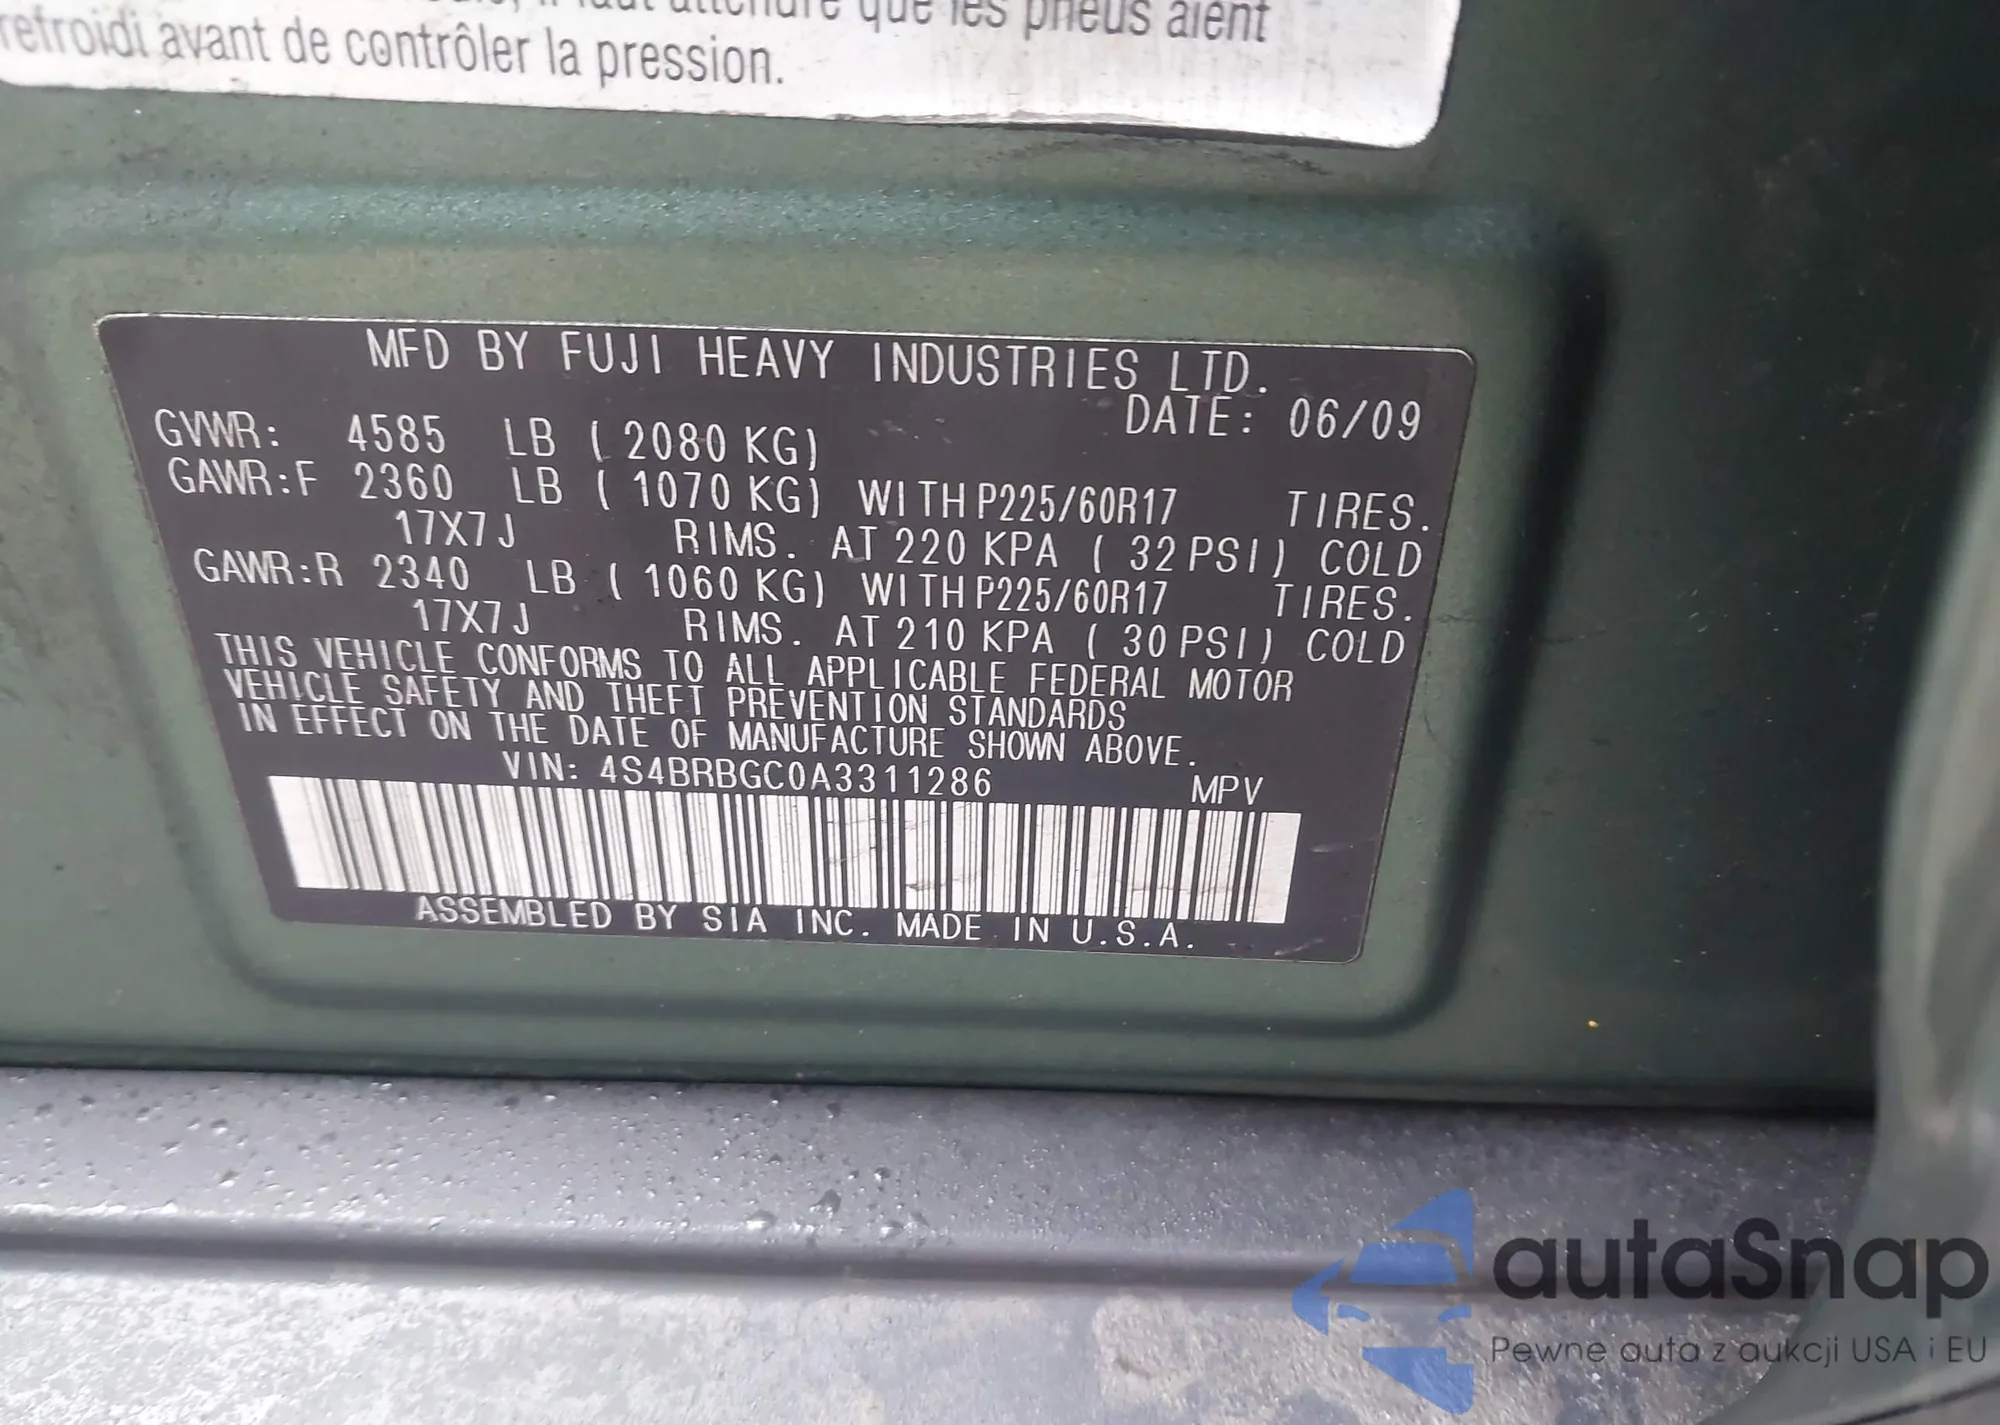 que les pneus aient
refroidi avant de contrôler la pression.
MFD BY FUJI HEAVY INDUSTRIES LTD.
DATE: 06/09
GVWR: 4585 LB ( 2080 KG)
GAWR:F 2360 LB ( 1070 KG) WITH P225/60R17 TIRES.
17X7J RIMS. AT 220 KPA ( 32 PSI) COLD
GAWR:R 2340 LB ( 1060 KG) WITH P225/60R17 TIRES.
17X7J RIMS. AT 210 KPA ( 30 PSI) COLD
THIS VEHICLE CONFORMS TO ALL APPLICABLE FEDERAL MOTOR
VEHICLE SAFETY AND THEFT PREVENTION STANDARDS
IN EFFECT ON THE DATE OF MANUFACTURE SHOWN ABOVE.
VIN: 4S4BRBGC0A3311286 MPV
ASSEMBLED BY SIA INC. MADE IN U.S.A.
autaSnap
Pewne auta z aukcji USA i EU